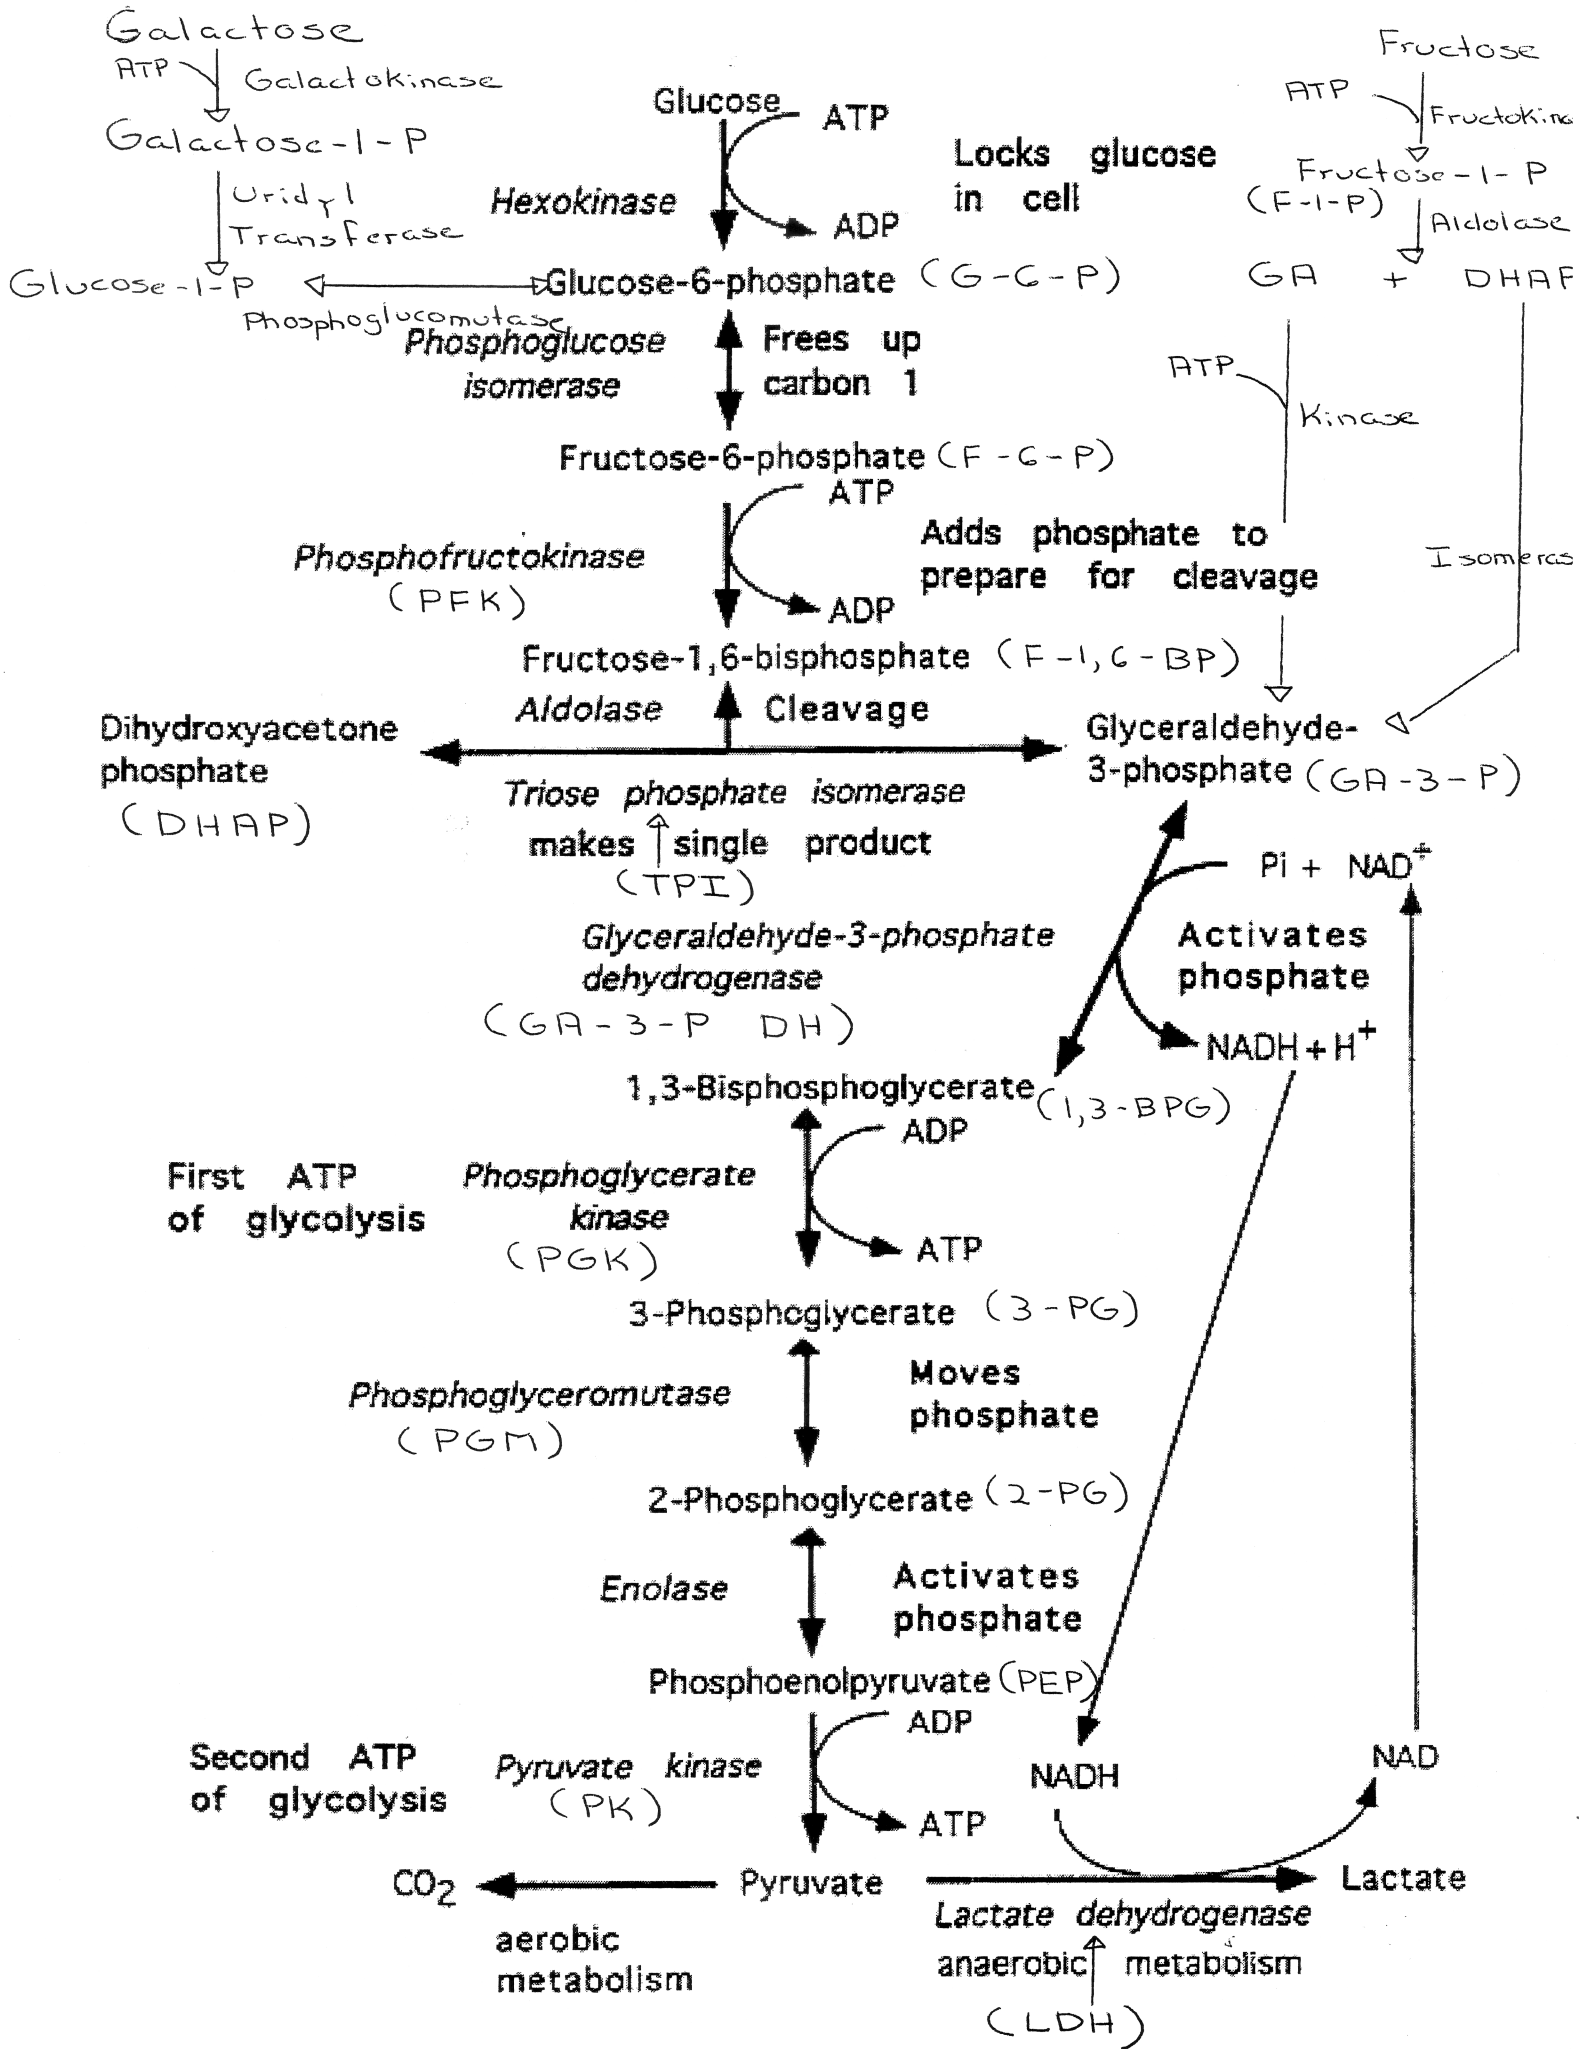 Galactose
ATP
Galactokinase
Galactose-1-P
Uridyl
Transferase
Glucose-1-P
Phosphoglucomutase
Fructose
ATP
Fructokina
Fructose-1-P
(F-1-P)
Aldolase
GA + DHAP
ATP
Kinase
Isomeras
Glucose
ATP
Hexokinase
Locks glucose
in cell
ADP
Glucose-6-phosphate (G-6-P)
Phosphoglucose
isomerase
Frees up
carbon 1
Fructose-6-phosphate (F-6-P)
ATP
Phosphofructokinase
(PFK)
Adds phosphate to
prepare for cleavage
ADP
Fructose-1,6-bisphosphate (F-1,6-BP)
Aldolase
Cleavage
Dihydroxyacetone
phosphate
(DHAP)
Glyceraldehyde-
3-phosphate (GA-3-P)
Triose phosphate isomerase
makes single product
(TPI)
Pi + NAD+
Glyceraldehyde-3-phosphate
dehydrogenase
(GA-3-P DH)
Activates
phosphate
NADH + H+
1,3-Bisphosphoglycerate (1,3-BPG)
ADP
First ATP
of glycolysis
Phosphoglycerate
kinase
(PGK)
ATP
3-Phosphoglycerate (3-PG)
Phosphoglyceromutase
(PGM)
Moves
phosphate
2-Phosphoglycerate (2-PG)
Enolase
Activates
phosphate
Phosphoenolpyruvate (PEP)
ADP
Second ATP
of glycolysis
Pyruvate kinase
(PK)
ATP
NADH
NAD
CO2
Pyruvate
Lactate
aerobic
metabolism
Lactate dehydrogenase
anaerobic metabolism
(LDH)